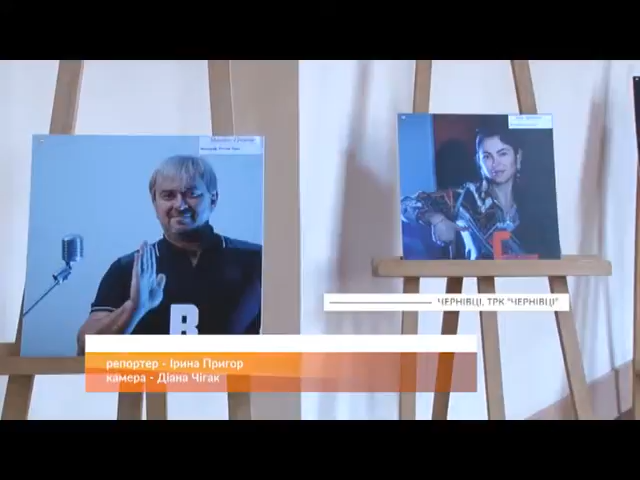 B
ЧЕРНІВЦІ, ТРК "ЧЕРНІВЦІ"
репортер - Ірина Пригор
камера - Діана Чігак